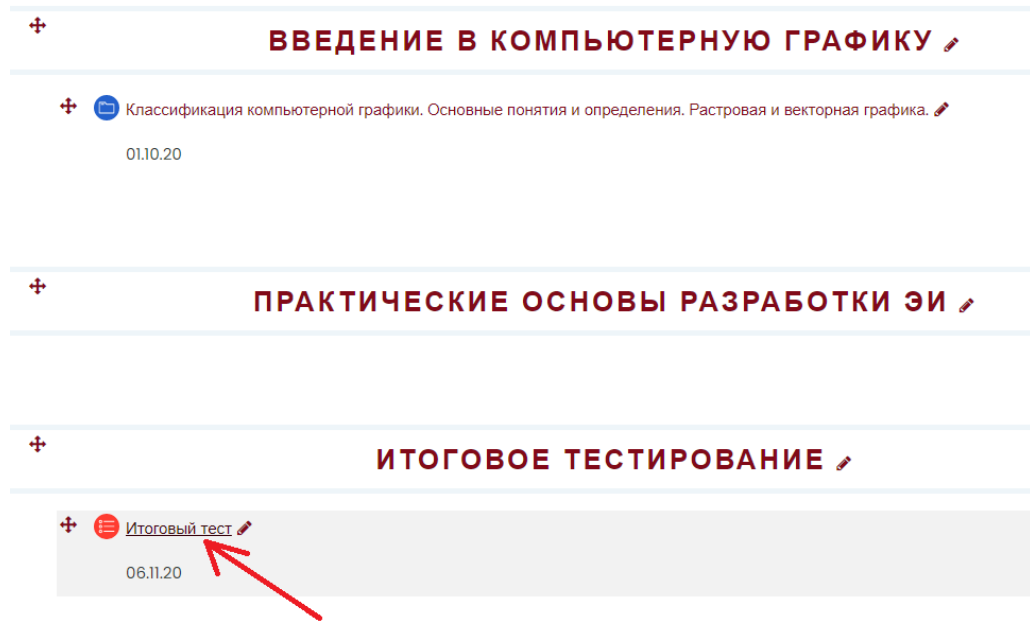 ВВЕДЕНИЕ В КОМПЬЮТЕРНУЮ ГРАФИКУ
Классификация компьютерной графики. Основные понятия и определения. Растровая и векторная графика.
01.10.20
ПРАКТИЧЕСКИЕ ОСНОВЫ РАЗРАБОТКИ ЭИ
ИТОГОВОЕ ТЕСТИРОВАНИЕ
Итоговый тест
06.11.20